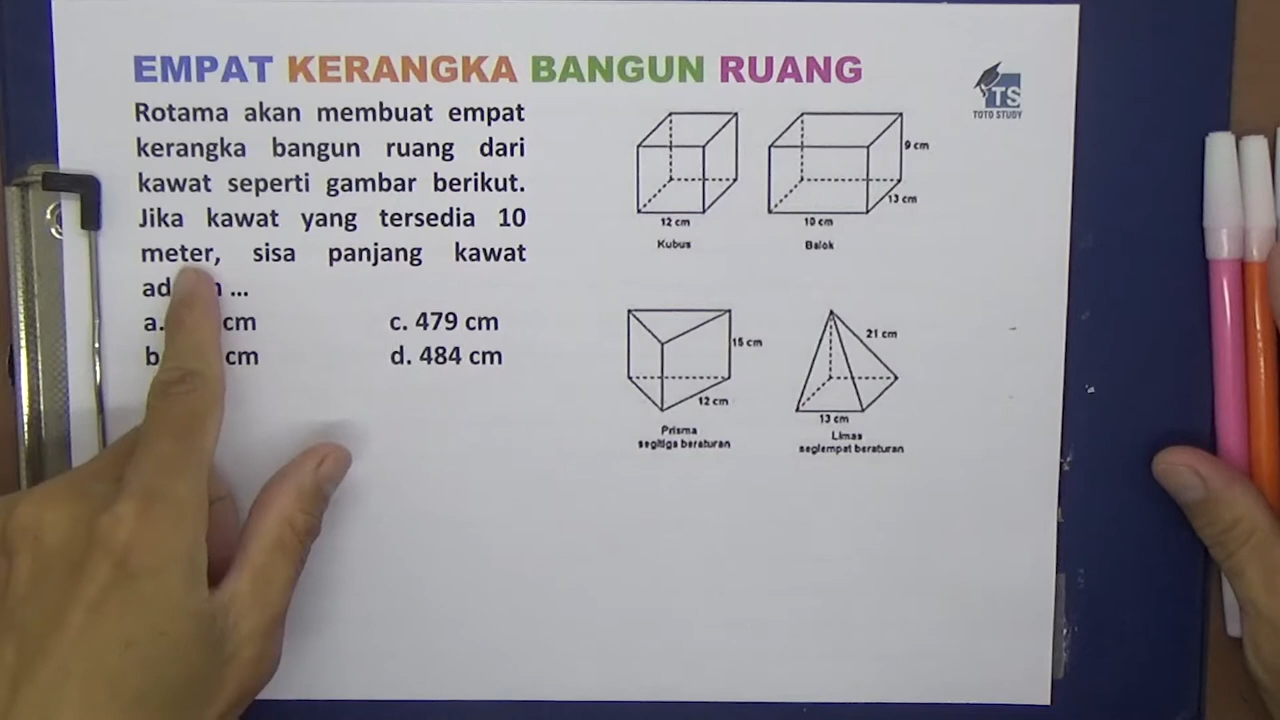 EMPAT KERANGKA BANGUN RUANG
Rotama akan membuat empat
kerangka bangun ruang dari
kawat seperti gambar berikut.
Jika kawat yang tersedia 10
meter, sisa panjang kawat
...
a. cm
c. 479 cm
b cm
d. 484 cm
TS
TOTO STUDY
9 cm
13 cm
12 cm
10 cm
Kubus
Balok
15 cm
12 cm
21 cm
13 cm
Prisma
segitiga beraturan
Limas
segiempat beraturan